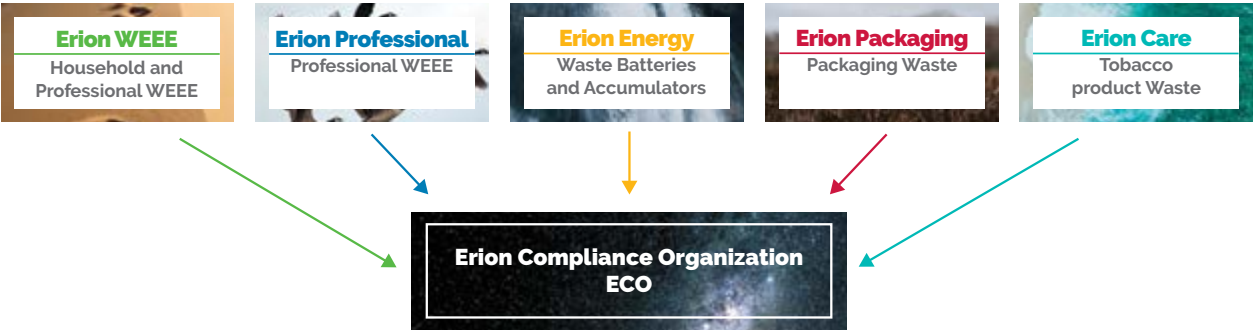 Erion WEEE
Household and
Professional WEEE
Erion Professional
Professional WEEE
Erion Energy
Waste Batteries
and Accumulators
Erion Packaging
Packaging Waste
Erion Care
Tobacco
product Waste
Erion Compliance Organization
ECO